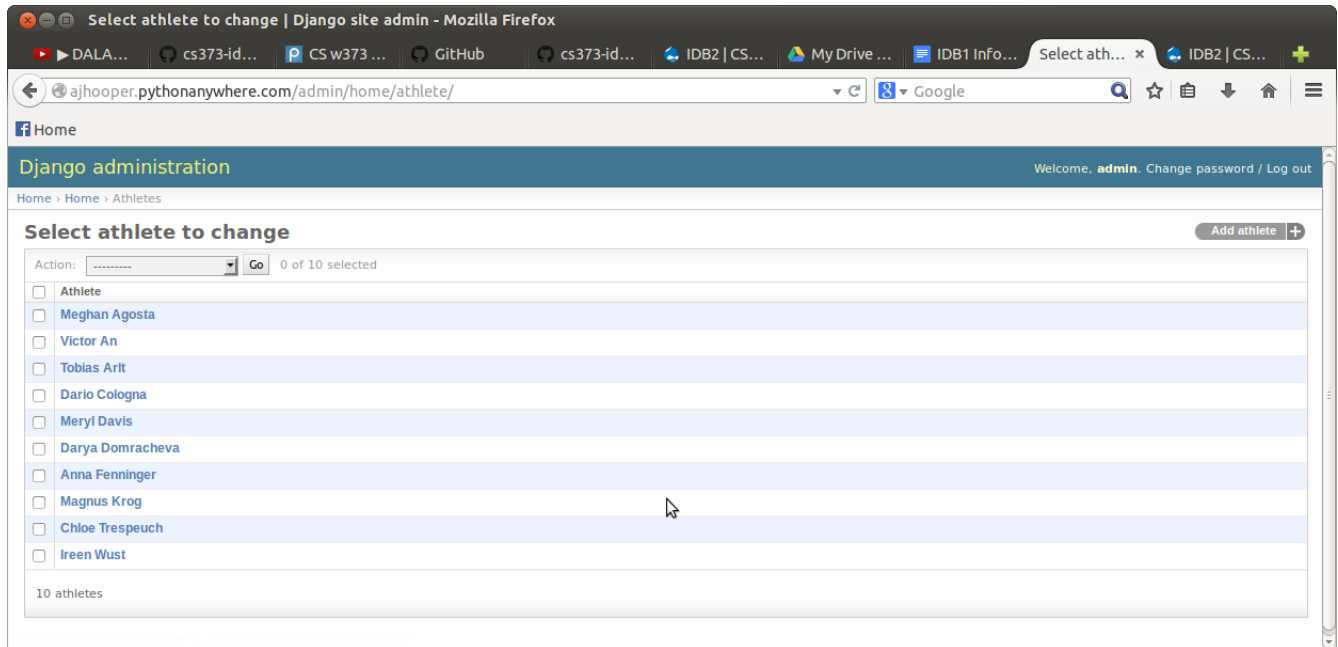 Select athlete to change | Django site admin - Mozilla Firefox
▶ DALA... cs373-id... CS w373 ... GitHub cs373-id... IDB2 | CS... My Drive ... IDB1 Info... Select ath... × IDB2 | CS...
ajhooper.pythonanywhere.com/admin/home/athlete/ 8 Google
f Home
Django administration Welcome, admin. Change password / Log out
Home › Home › Athletes
Select athlete to change Add athlete +
Action: --------- Go 0 of 10 selected
Athlete
Meghan Agosta
Victor An
Tobias Arlt
Dario Cologna
Meryl Davis
Darya Domracheva
Anna Fenninger
Magnus Krog
Chloe Trespeuch
Ireen Wust
10 athletes